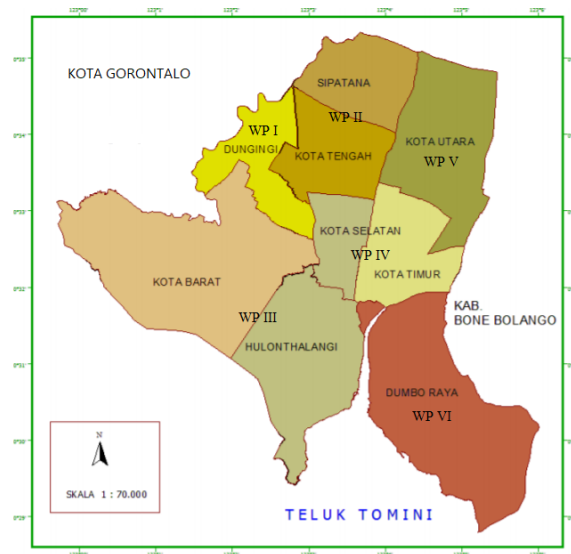 KOTA GORONTALO
SIPATANA
WP I
WP II
DUNGINGI
KOTA TENGAH
KOTA UTARA
WP V
KOTA SELATAN
WP IV
KOTA BARAT
KOTA TIMUR
WP III
KAB.
BONE BOLANGO
HULONTHALANGI
DUMBO RAYA
WP VI
N
SKALA 1 : 70.000
TELUK TOMINI